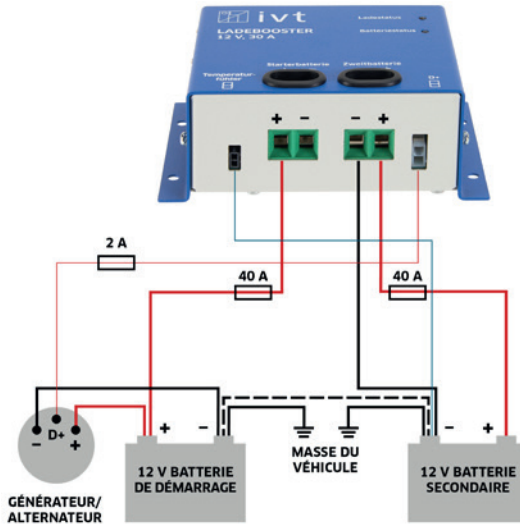 ivt
LADEBOOSTER
12 V, 30 A
Ladestatus
Batteriestatus
Starterbatterie
Zweitbatterie
Temperatur-
fühler
D+
+ −
− +
2 A
40 A
40 A
− D+ +
+ −
− +
12 V BATTERIE
DE DÉMARRAGE
MASSE DU
VÉHICULE
12 V BATTERIE
SECONDAIRE
GÉNÉRATEUR/
ALTERNATEUR